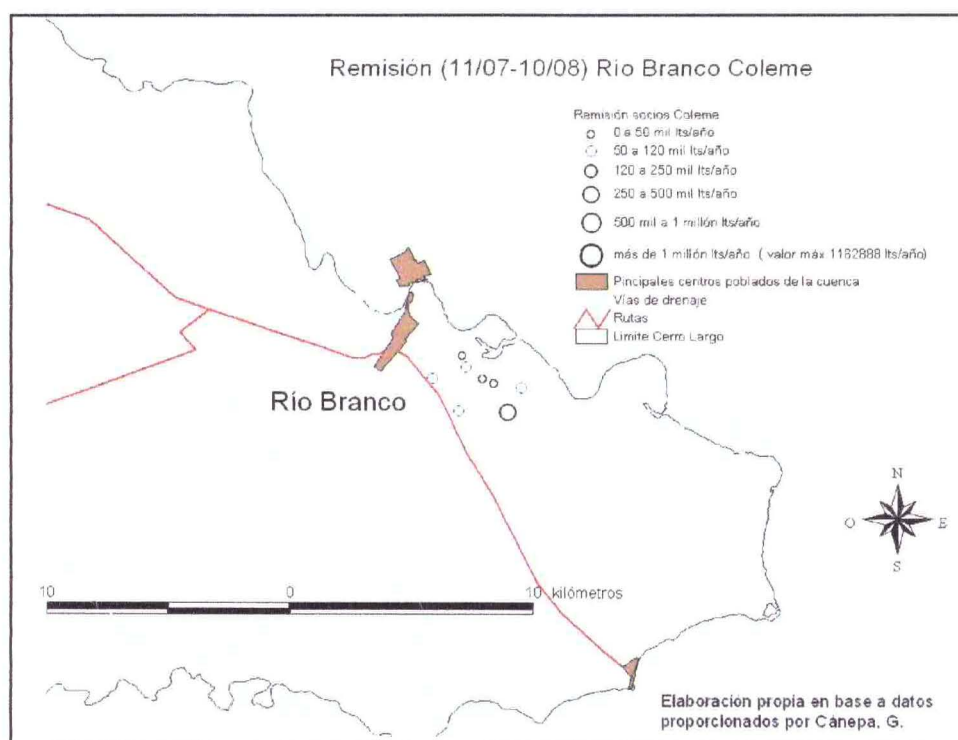 Remisión (11/07-10/08) Rio Branco Coleme
Remisión socios Coleme
0 a 50 mil lts/año
50 a 120 mil lts/año
120 a 250 mil lts/año
250 a 500 mil lts/año
500 mil a 1 millón lts/año
más de 1 millón lts/año ( valor máx 1162888 lts/año)
Pincipales centros poblados de la cuenca
Vías de drenaje
Rutas
Limite Cerro Largo
Río Branco
N
O E
S
10 0 10 kilómetros
Elaboración propia en base a datos
proporcionados por Cánepa, G.